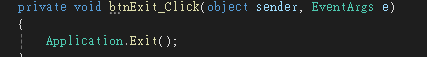 private void btnExit_Click(object sender, EventArgs e)
{
Application.Exit();
}